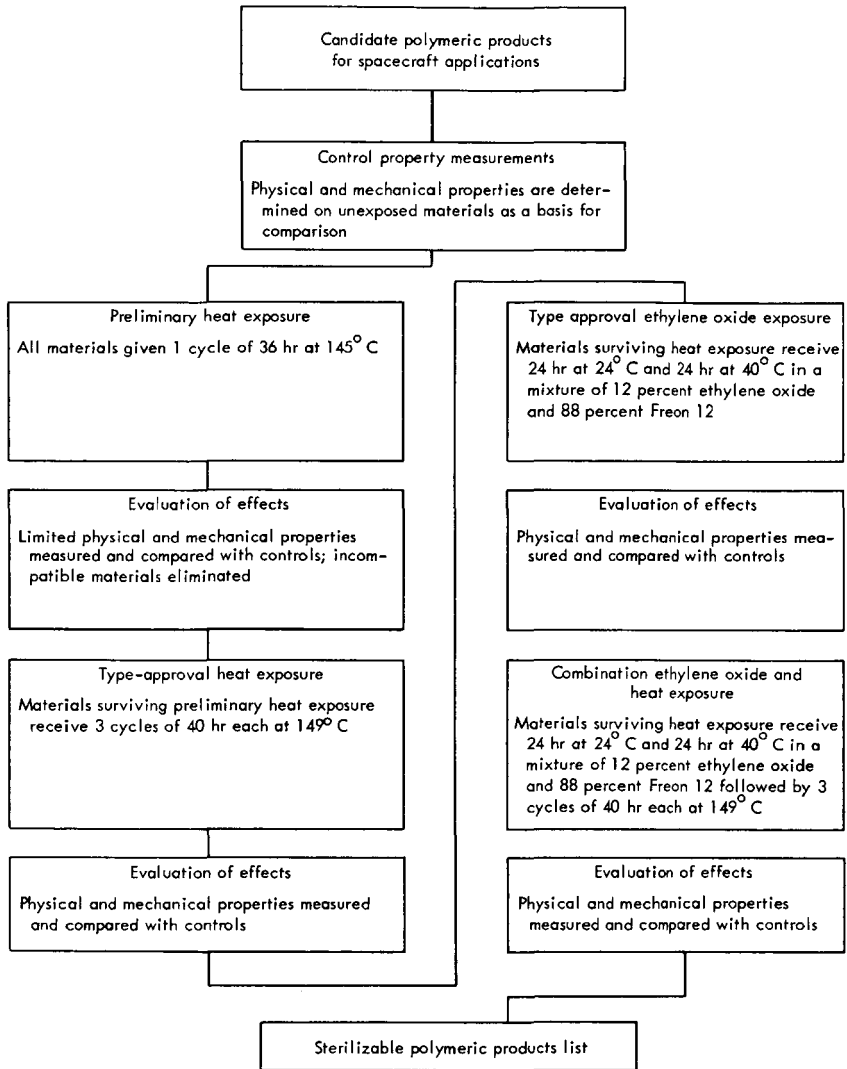 Candidate polymeric products
for spacecraft applications
Control property measurements
Physical and mechanical properties are deter-
mined on unexposed materials as a basis for
comparison
Preliminary heat exposure
All materials given 1 cycle of 36 hr at 145° C
Evaluation of effects
Limited physical and mechanical properties
measured and compared with controls; incom-
patible materials eliminated
Type-approval heat exposure
Materials surviving preliminary heat exposure
receive 3 cycles of 40 hr each at 149° C
Evaluation of effects
Physical and mechanical properties measured
and compared with controls
Type approval ethylene oxide exposure
Materials surviving heat exposure receive
24 hr at 24° C and 24 hr at 40° C in a
mixture of 12 percent ethylene oxide
and 88 percent Freon 12
Evaluation of effects
Physical and mechanical properties mea-
sured and compared with controls
Combination ethylene oxide and
heat exposure
Materials surviving heat exposure receive
24 hr at 24° C and 24 hr at 40° C in a
mixture of 12 percent ethylene oxide
and 88 percent Freon 12 followed by 3
cycles of 40 hr each at 149° C
Evaluation of effects
Physical and mechanical properties
measured and compared with controls
Sterilizable polymeric products list